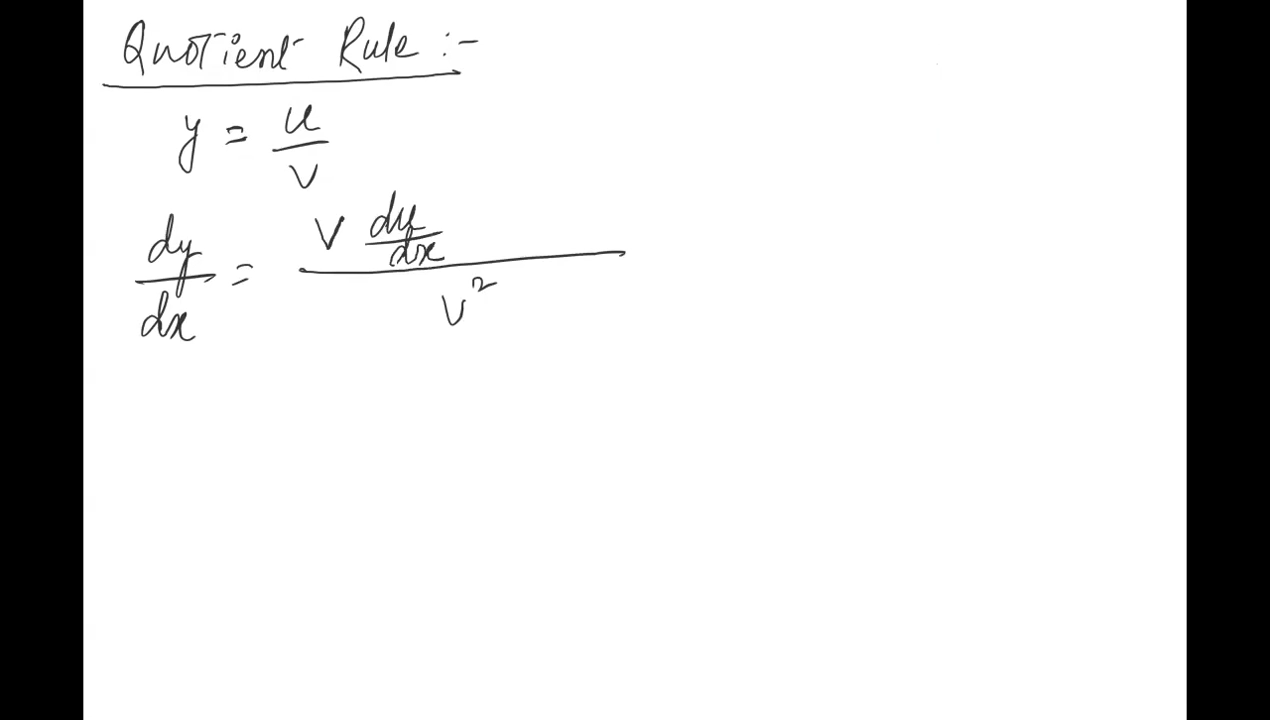 Quotient Rule :-
y = u/v
dy/dx = v du/dx / v²